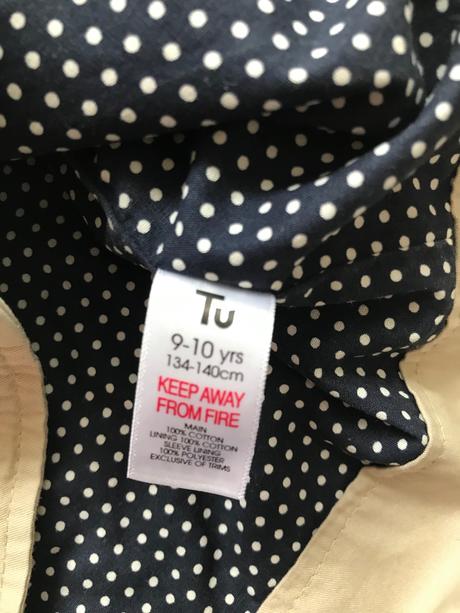 Tu
9-10 yrs
134-140cm
KEEP AWAY
FROM FIRE
MAIN
100% COTTON
LINING 100% COTTON
SLEEVE LINING
100% POLYESTER
EXCLUSIVE OF TRIMS